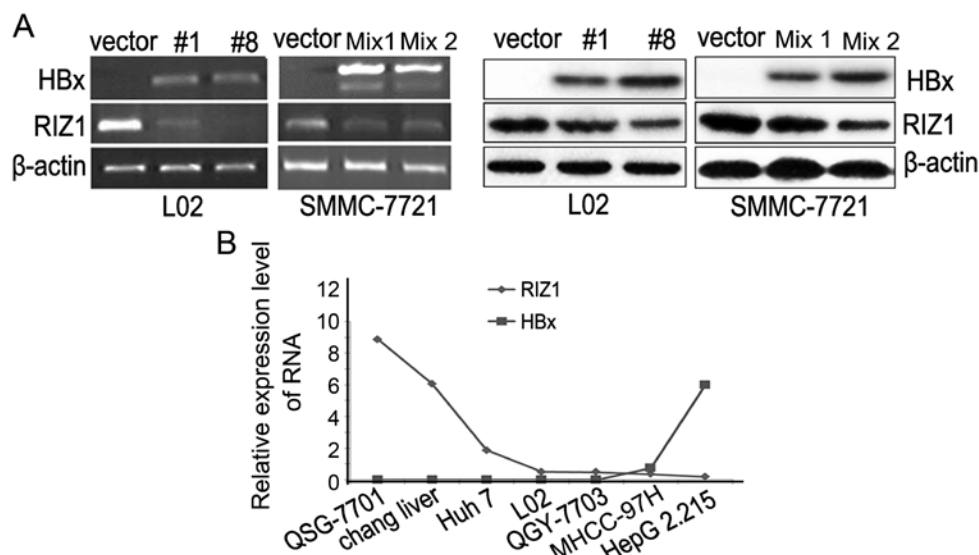 A
vector #1 #8
vector Mix1 Mix 2
vector #1 #8
vector Mix 1 Mix 2
HBx
HBx
RIZ1
RIZ1
β-actin
β-actin
L02
SMMC-7721
L02
SMMC-7721
B
Relative expression level
of RNA
12
10
8
6
4
2
0
RIZ1
HBx
QSG-7701
chang liver
Huh 7
L02
QGY-7703
MHCC-97H
HepG 2.215